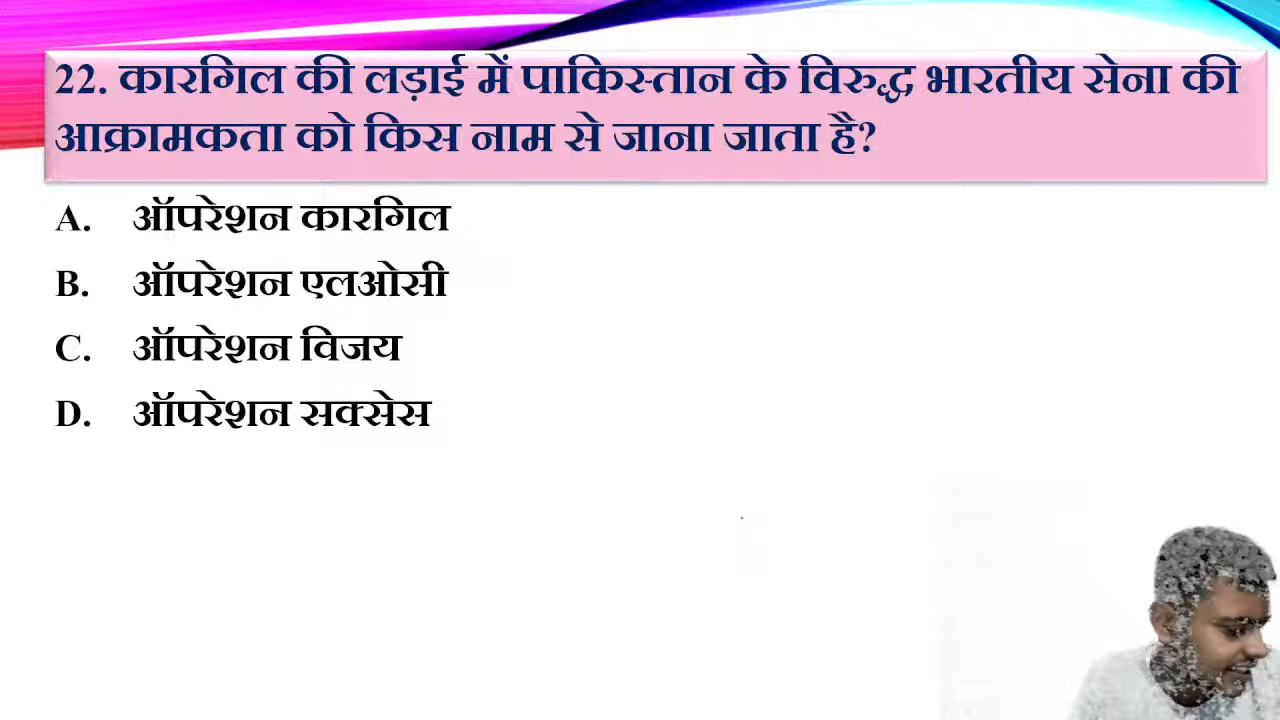 22. कारगिल की लड़ाई में पाकिस्तान के विरुद्ध भारतीय सेना की
आक्रामकता को किस नाम से जाना जाता है?
A. ऑपरेशन कारगिल
B. ऑपरेशन एलओसी
C. ऑपरेशन विजय
D. ऑपरेशन सक्सेस